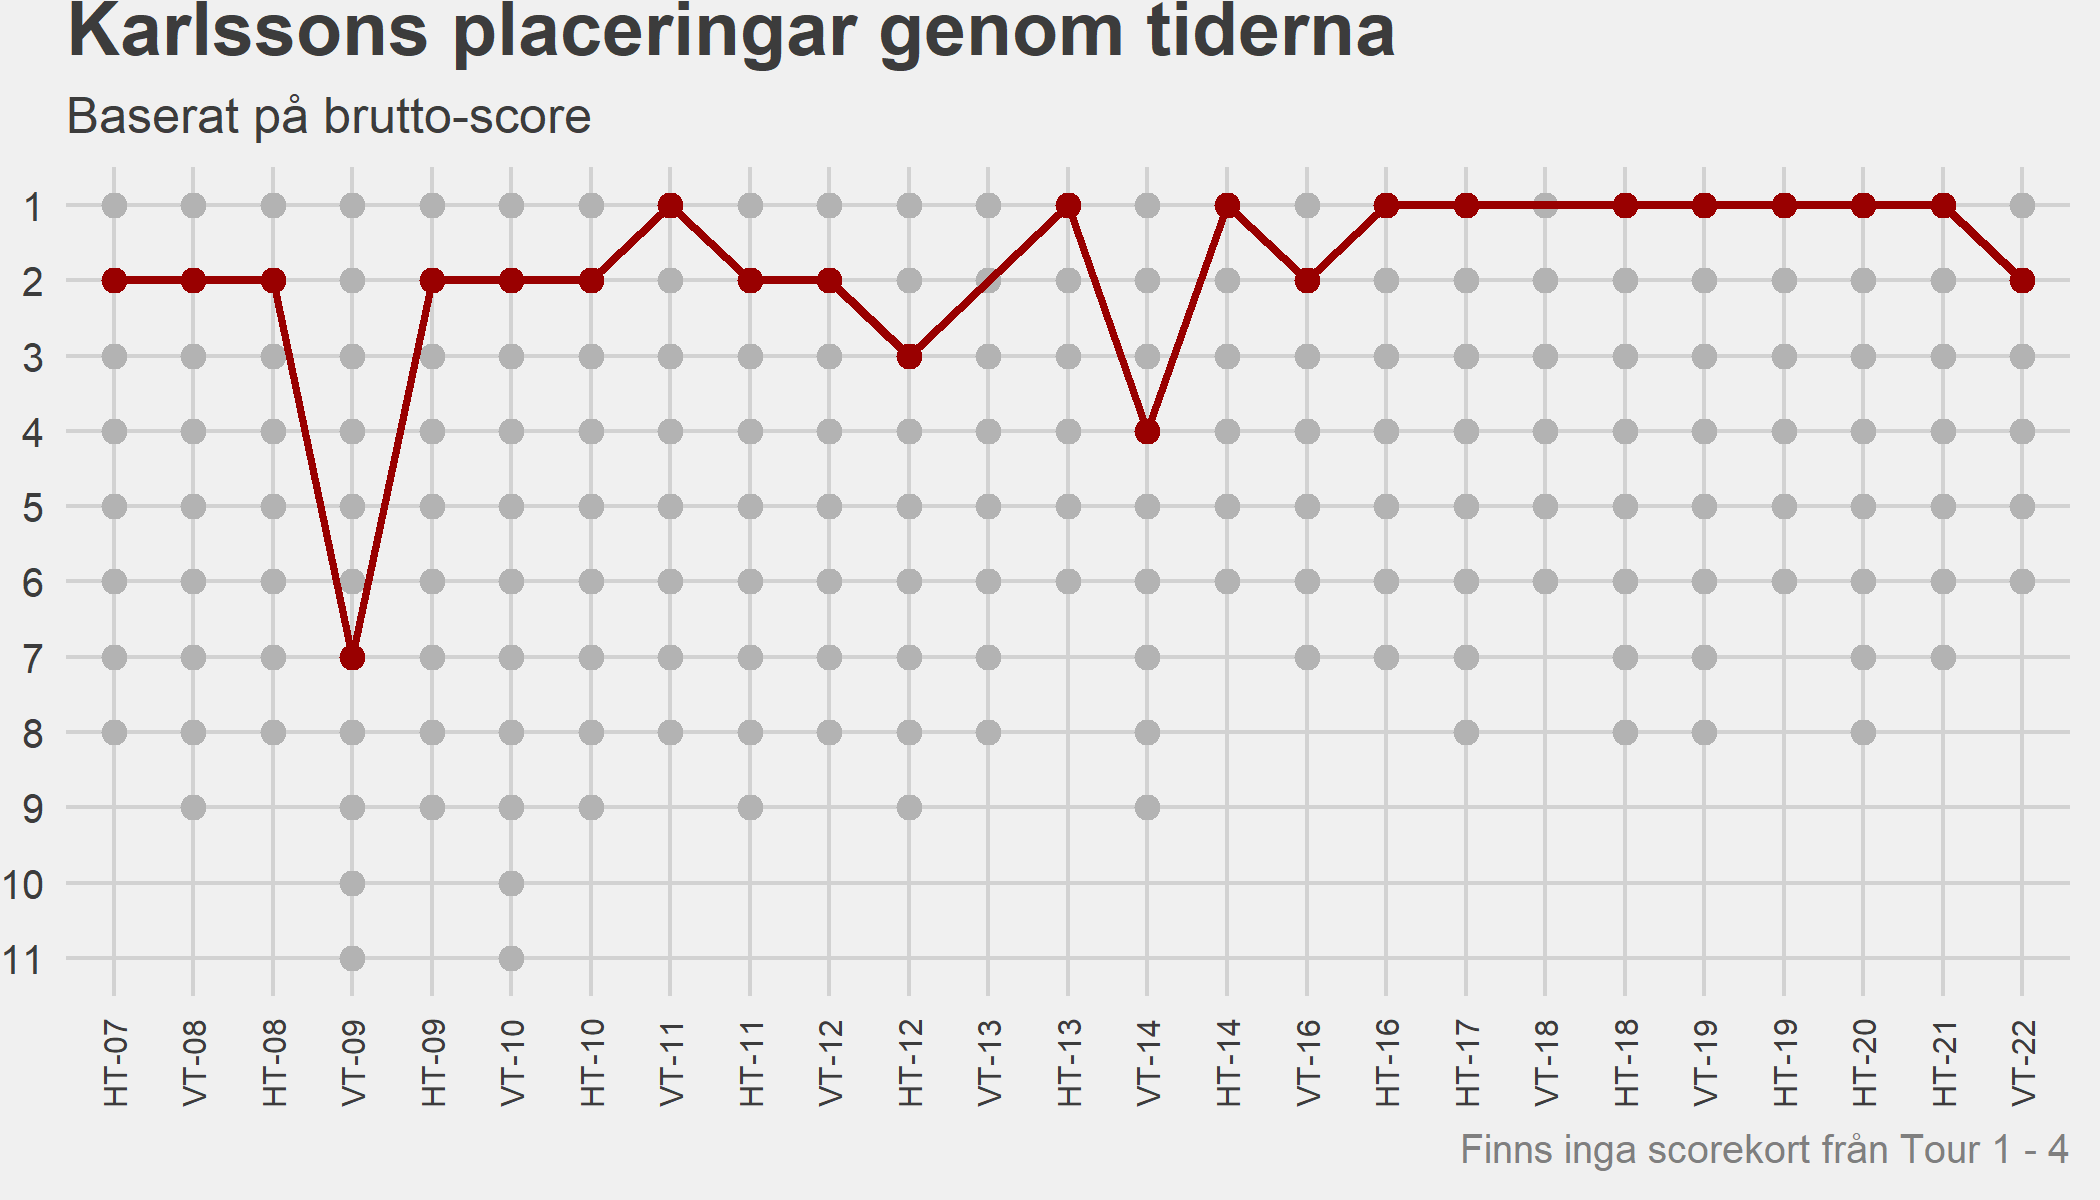 Karlssons placeringar genom tiderna
Baserat på brutto-score
1
2
3
4
5
6
7
8
9
10
11
HT-07
VT-08
HT-08
VT-09
HT-09
VT-10
HT-10
VT-11
HT-11
VT-12
HT-12
VT-13
HT-13
VT-14
HT-14
VT-16
HT-16
HT-17
VT-18
HT-18
VT-19
HT-19
HT-20
HT-21
VT-22
Finns inga scorekort från Tour 1 - 4